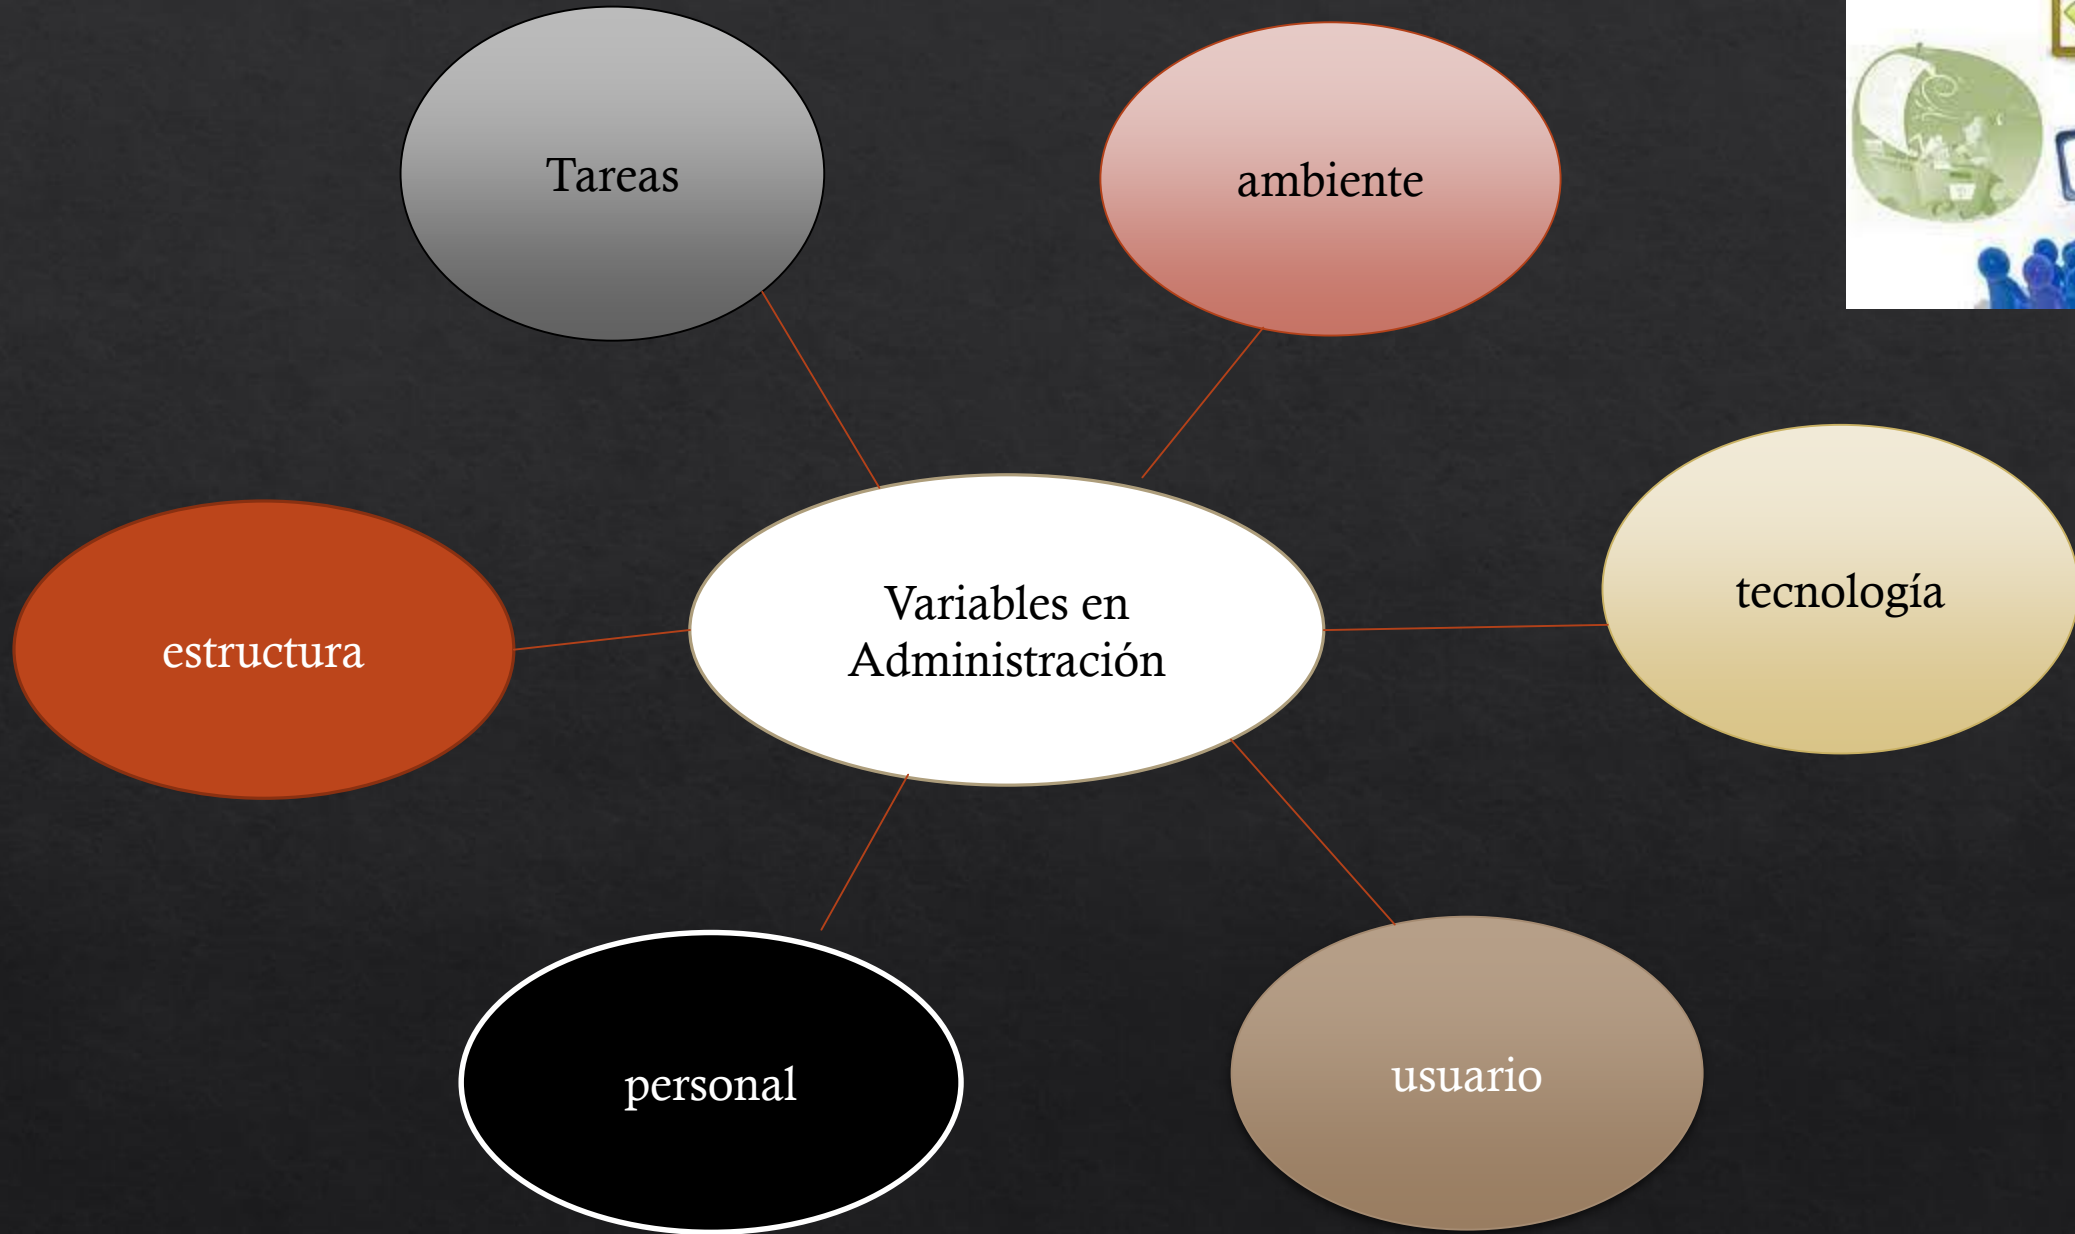 Tareas
ambiente
tecnología
Variables en
Administración
estructura
personal
usuario